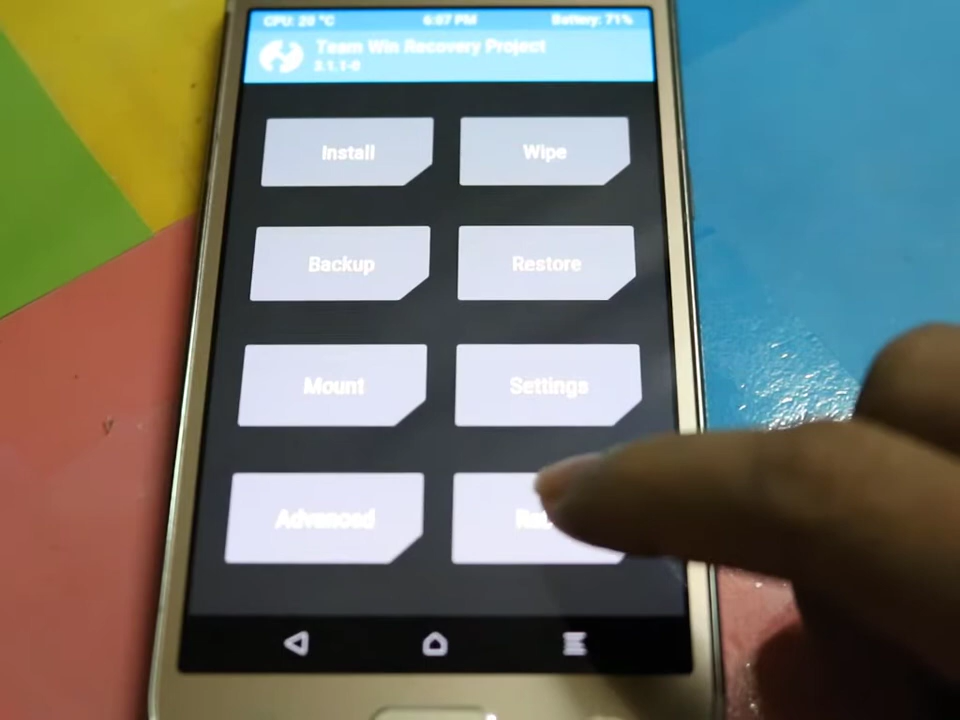 CPU: 29 °C 6:07 PM Battery: 71%
Team Win Recovery Project
3.1.1-0
Install Wipe
Backup Restore
Mount Settings
Advanced